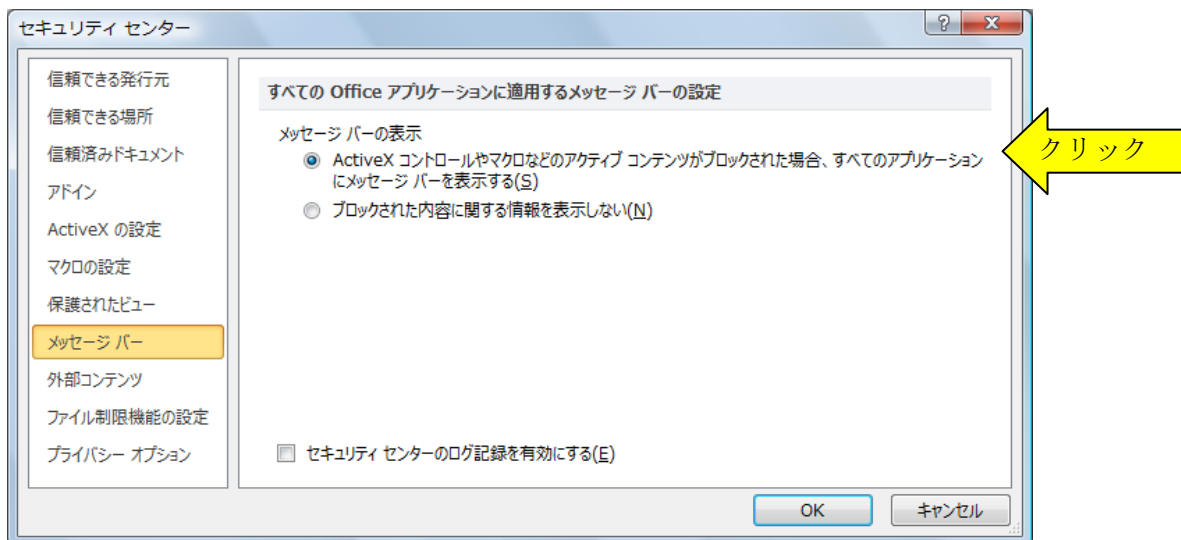 セキュリティ センター
信頼できる発行元
信頼できる場所
信頼済みドキュメント
アドイン
ActiveX の設定
マクロの設定
保護されたビュー
メッセージ バー
外部コンテンツ
ファイル制限機能の設定
プライバシー オプション
すべての Office アプリケーションに適用するメッセージ バーの設定
メッセージ バーの表示
ActiveX コントロールやマクロなどのアクティブ コンテンツがブロックされた場合、すべてのアプリケーション
にメッセージ バーを表示する(S)
ブロックされた内容に関する情報を表示しない(N)
セキュリティ センターのログ記録を有効にする(E)
クリック
OK
キャンセル